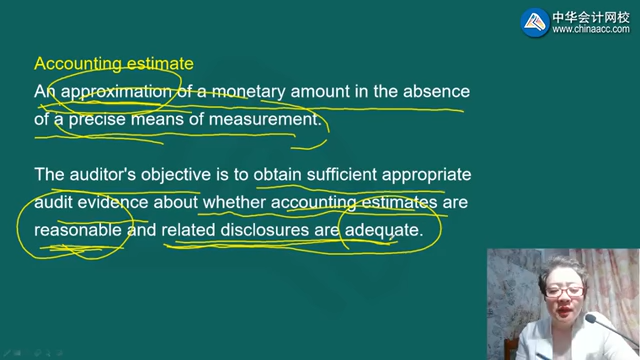 中华会计网校
www.chinaacc.com
Accounting estimate
An approximation of a monetary amount in the absence
of a precise means of measurement.
The auditor's objective is to obtain sufficient appropriate
audit evidence about whether accounting estimates are
reasonable and related disclosures are adequate.